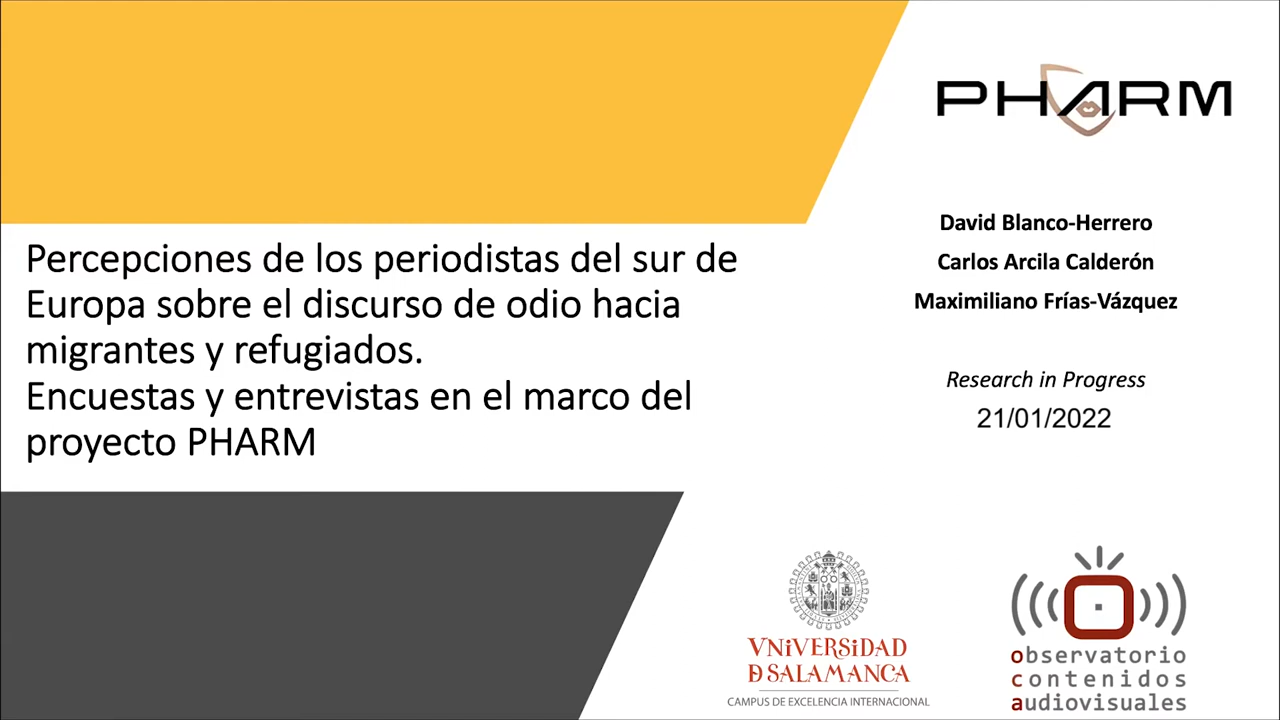 PHARM
David Blanco-Herrero
Carlos Arcila Calderón
Maximiliano Frías-Vázquez
Research in Progress
21/01/2022
Percepciones de los periodistas del sur de
Europa sobre el discurso de odio hacia
migrantes y refugiados.
Encuestas y entrevistas en el marco del
proyecto PHARM
VNiVERSiDAD
D SALAMANCA
CAMPUS DE EXCELENCIA INTERNACIONAL
observatorio
contenidos
audiovisuales